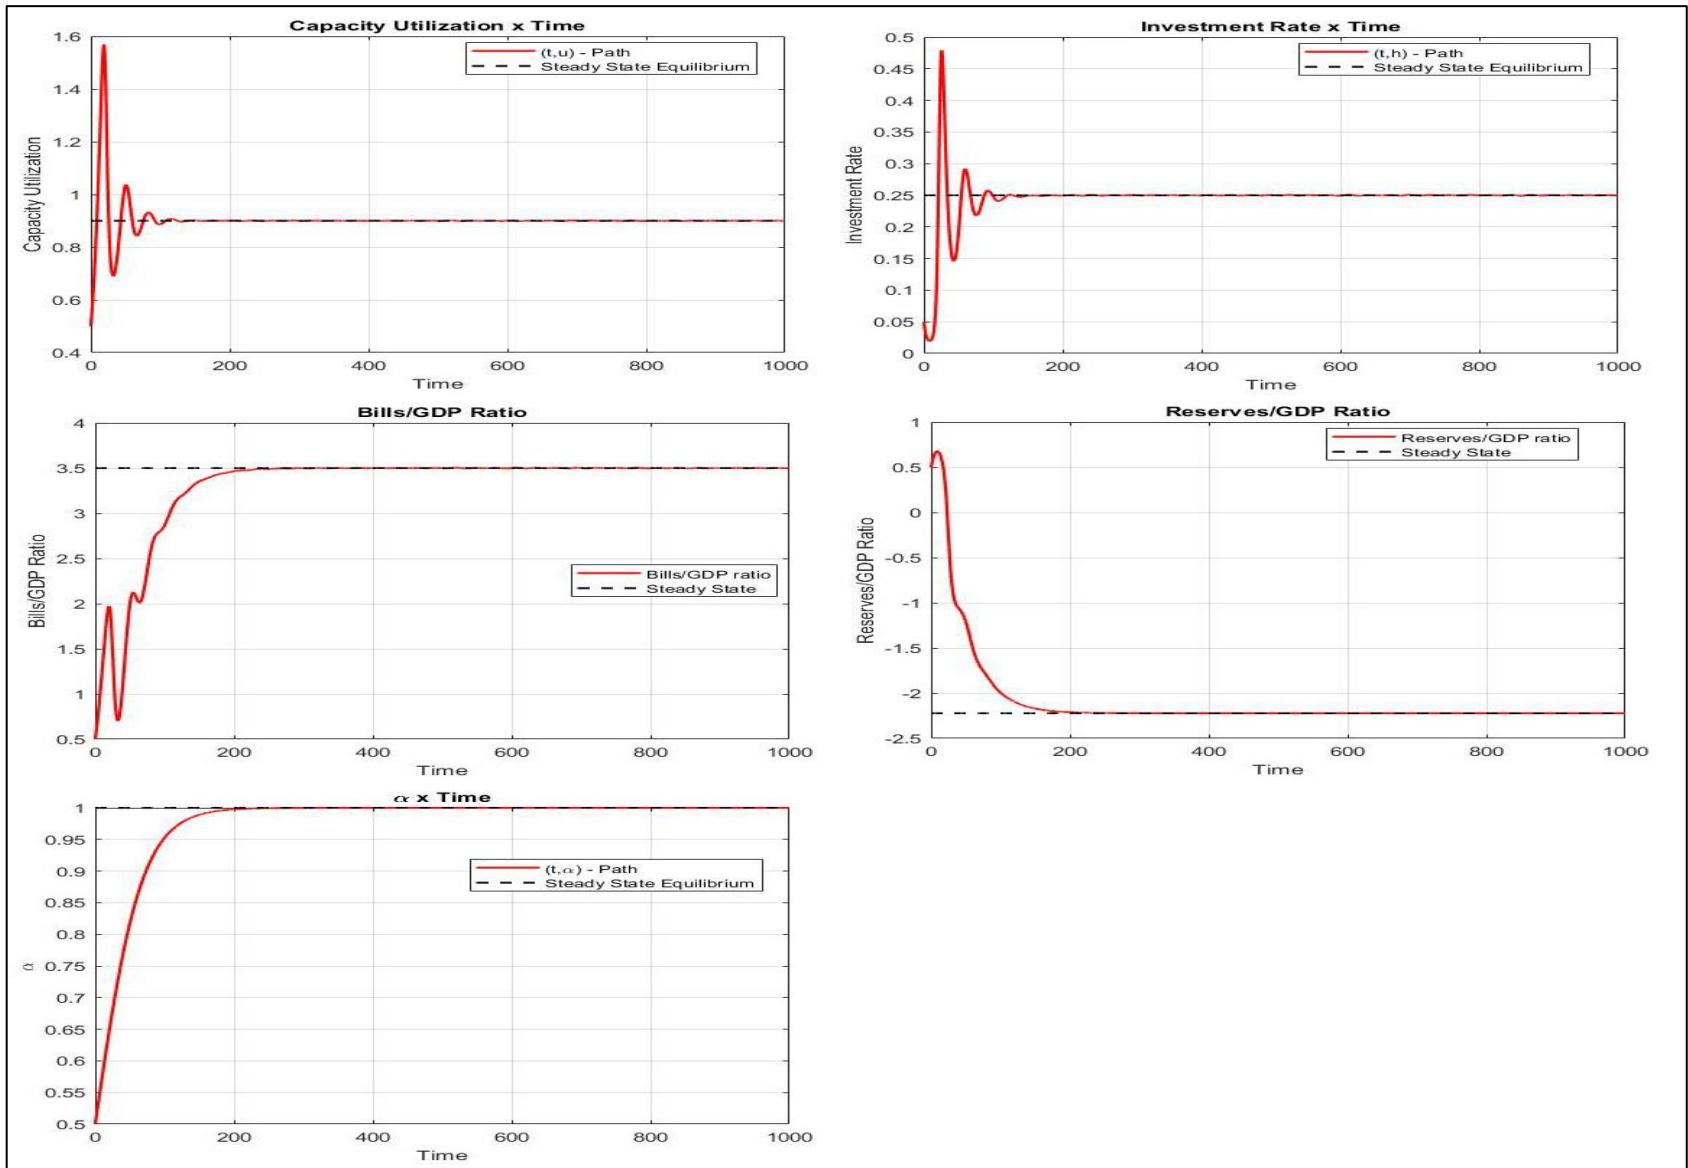 Capacity Utilization x Time
1.6
1.4
1.2
1
0.8
0.6
0.4
Capacity Utilization
(t,u) - Path
Steady State Equilibrium
0 200 400 600 800 1000
Time
Investment Rate x Time
0.5
0.45
0.4
0.35
0.3
0.25
0.2
0.15
0.1
0.05
0
Investment Rate
(t,h) - Path
Steady State Equilibrium
0 200 400 600 800 1000
Time
Bills/GDP Ratio
4
3.5
3
2.5
2
1.5
1
0.5
Bills/GDP Ratio
Bills/GDP ratio
Steady State
0 200 400 600 800 1000
Time
Reserves/GDP Ratio
1
0.5
0
-0.5
-1
-1.5
-2
-2.5
Reserves/GDP Ratio
Reserves/GDP ratio
Steady State
0 200 400 600 800 1000
Time
α x Time
1
0.95
0.9
0.85
0.8
0.75
0.7
0.65
0.6
0.55
0.5
α
(t,α) - Path
Steady State Equilibrium
0 200 400 600 800 1000
Time